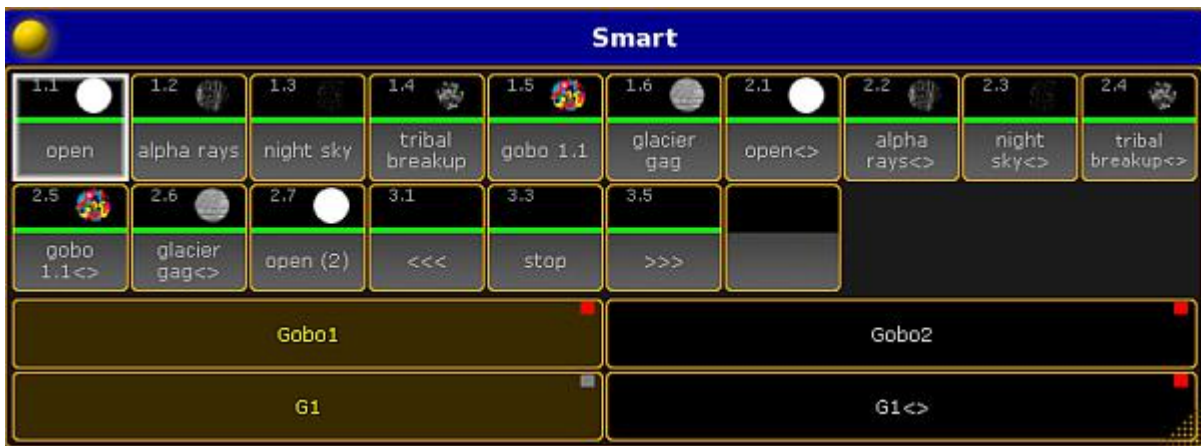 Smart
1.1 1.2 1.3 1.4 1.5 1.6 2.1 2.2 2.3 2.4
open
alpha rays
night sky
tribal
breakup
gobo 1.1
glacier
gag
open<>
alpha
rays<>
night
sky<>
tribal
breakup<>
2.5 2.6 2.7 3.1 3.3 3.5
gobo
1.1<>
glacier
gag<>
open (2)
<<<
stop
>>>
Gobo1
Gobo2
G1
G1<>